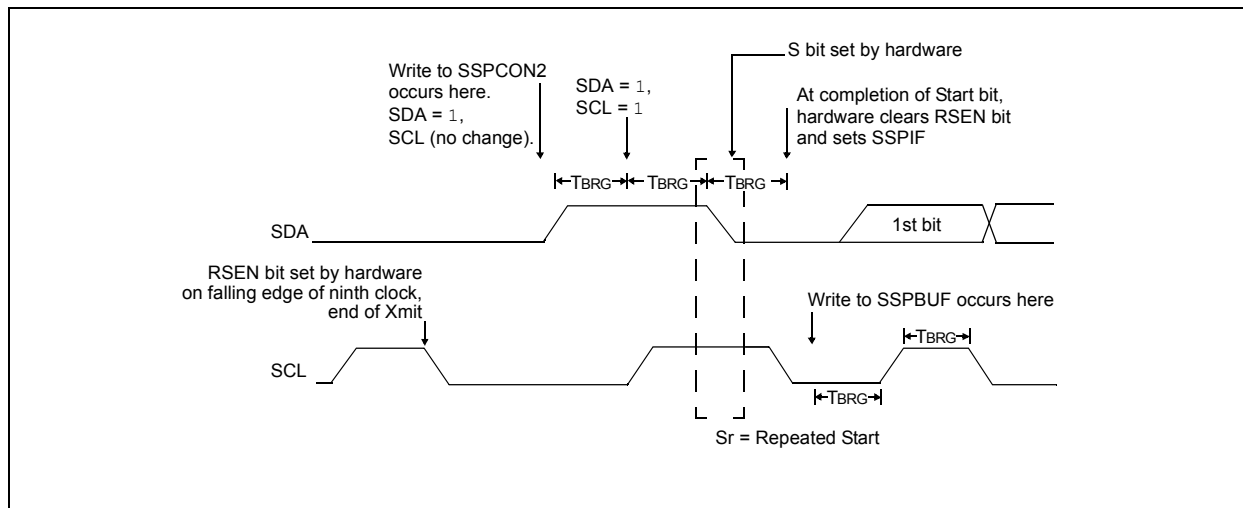 S bit set by hardware
Write to SSPCON2
occurs here.
SDA = 1,
SCL (no change).
SDA = 1,
SCL = 1
At completion of Start bit,
hardware clears RSEN bit
and sets SSPIF
TBRG
TBRG
TBRG
SDA
1st bit
RSEN bit set by hardware
on falling edge of ninth clock,
end of Xmit
Write to SSPBUF occurs here
TBRG
SCL
TBRG
Sr = Repeated Start